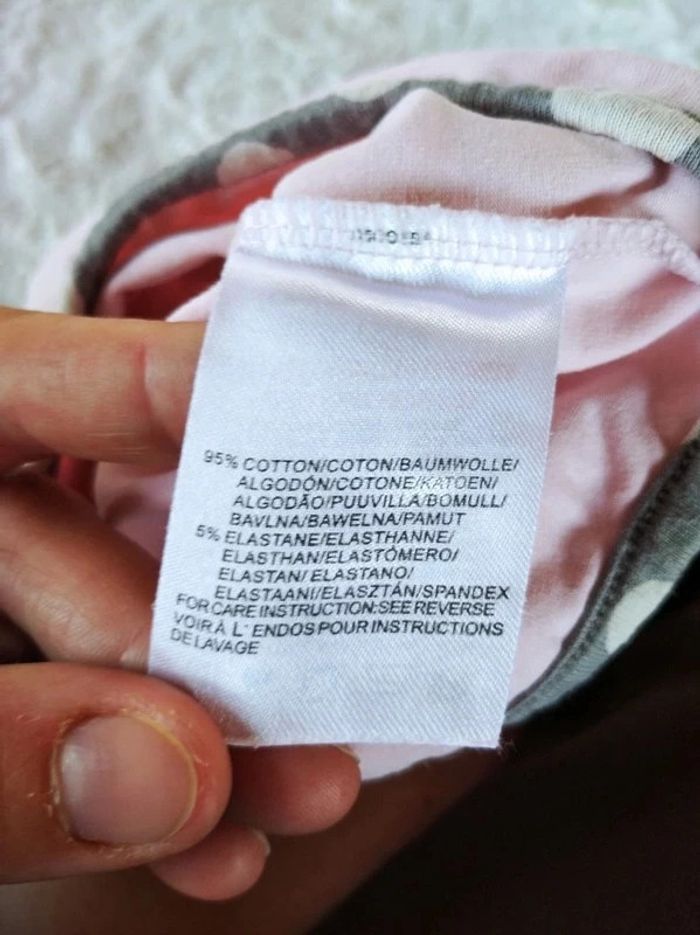 95% COTTON/COTON/BAUMWOLLE/
ALGODÓN/COTONE/KATOEN/
ALGODÃO/PUUVILLA/BOMULL/
BAVLNA/BAWELNA/PAMUT
5% ELASTANE/ELASTHANNE/
ELASTHAN/ELASTÓMERO/
ELASTAN/ ELASTANO/
ELASTAANI/ELASZTÁN/SPANDEX
FOR CARE INSTRUCTION:SEE REVERSE
VOIR À L' ENDOS POUR INSTRUCTIONS
DE LAVAGE